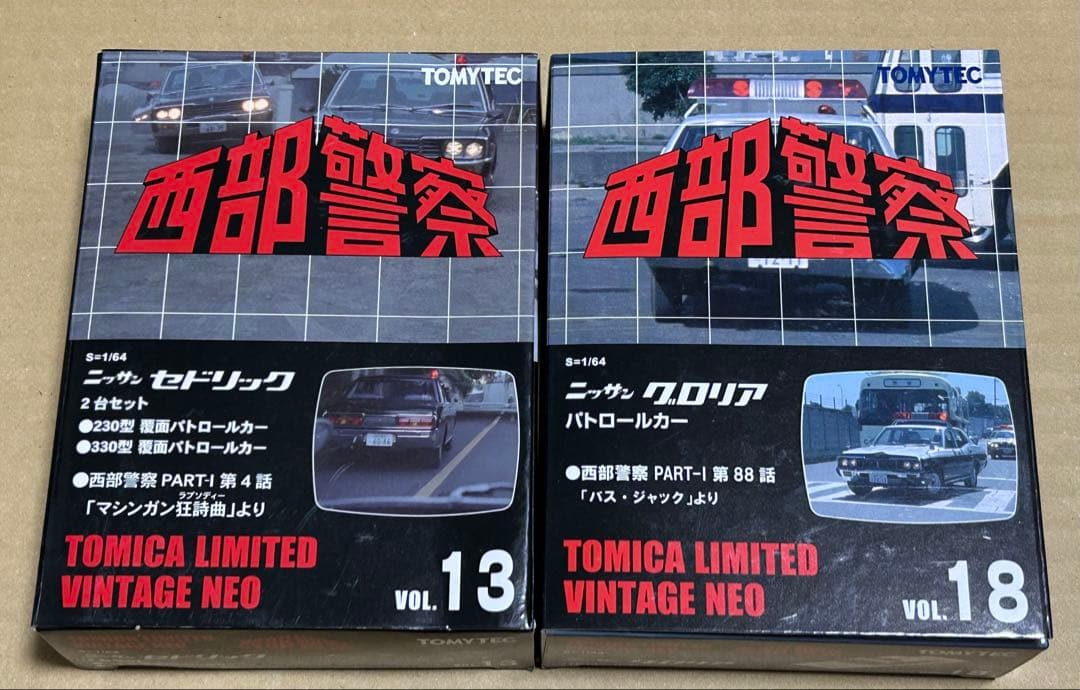 TOMYTEC
西部警察
S=1/64
ニッサン セドリック
2台セット
●230型 覆面パトロールカー
●330型 覆面パトロールカー
●西部警察 PART-I 第4話
ラプソディー
「マシンガン狂詩曲」より
TOMICA LIMITED
VINTAGE NEO
VOL.13
TOMYTEC
TOMYTEC
西部警察
S=1/64
ニッサン グロリア
パトロールカー
●西部警察 PART-I 第88話
「バス・ジャック」より
TOMICA LIMITED
VINTAGE NEO
VOL.18
TOMYTEC